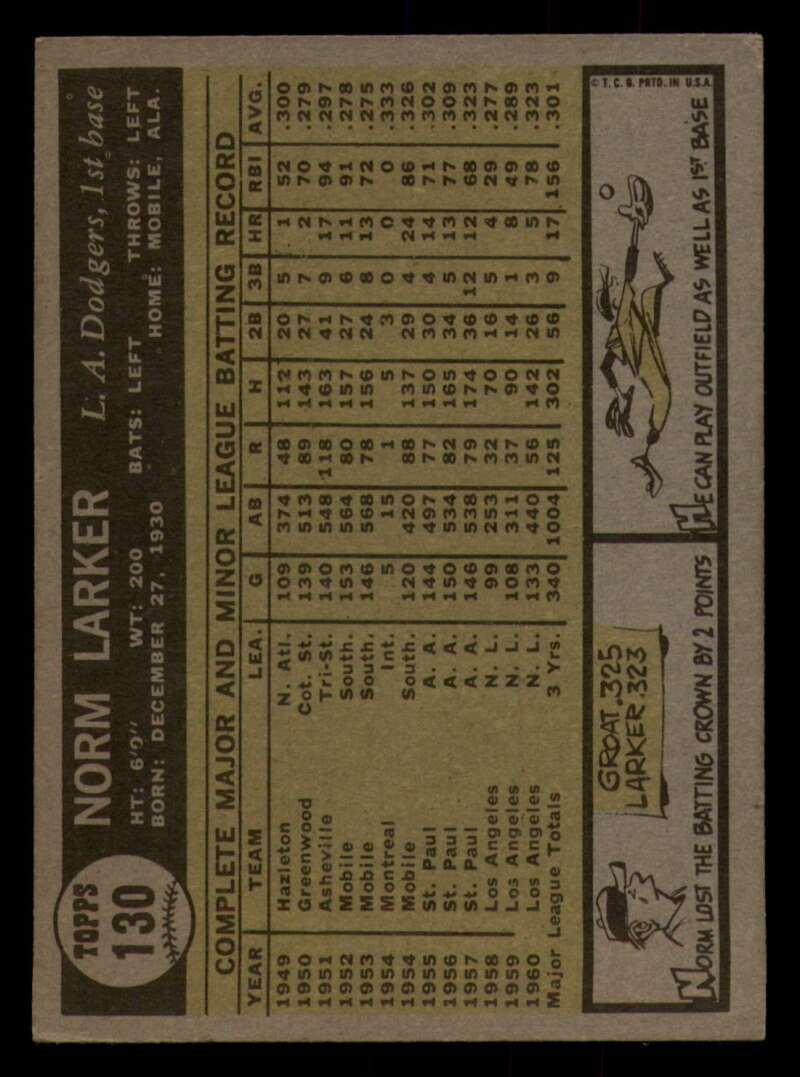 TOPPS
130
NORM LARKER L. A. Dodgers, 1st base
HT: 6'0" WT: 200 BATS: LEFT THROWS: LEFT
BORN: DECEMBER 27, 1930 HOME: MOBILE, ALA.
COMPLETE MAJOR AND MINOR LEAGUE BATTING RECORD
YEAR TEAM LEA. G AB R H 2B 3B HR RBI AVG.
1949 Hazleton N. Atl. 109 374 48 112 20 5 1 52 .300
1950 Greenwood Cot. St. 139 513 89 143 27 7 2 70 .279
1951 Asheville Tri-St. 140 548 118 163 41 9 17 94 .297
1952 Mobile South. 153 564 80 157 27 6 11 91 .278
1953 Mobile South. 146 568 78 156 24 8 13 72 .275
1954 Montreal Int. 5 15 1 5 3 0 0 0 .333
1954 Mobile South. 120 420 88 137 29 4 24 86 .326
1955 St. Paul A. A. 144 497 77 150 30 4 14 71 .302
1956 St. Paul A. A. 150 534 82 165 34 5 13 77 .309
1957 St. Paul A. A. 146 538 79 174 36 12 12 68 .323
1958 Los Angeles N. L. 99 253 32 70 16 5 4 29 .277
1959 Los Angeles N. L. 108 311 37 90 14 1 8 49 .289
1960 Los Angeles N. L. 133 440 56 142 26 3 5 78 .323
Major League Totals 3 Yrs. 340 1004 125 302 56 9 17 156 .301
GROAT .325
LARKER .323
NORM LOST THE BATTING CROWN BY 2 POINTS
© T. C. G. PRTD. IN U.S.A.
HE CAN PLAY OUTFIELD AS WELL AS 1ST BASE